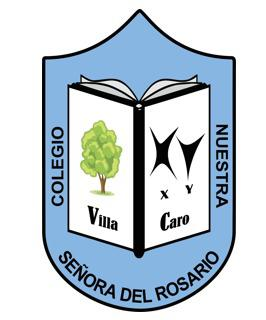 COLEGIO
NUESTRA
SEÑORA DEL ROSARIO
X Y
Villa
Caro